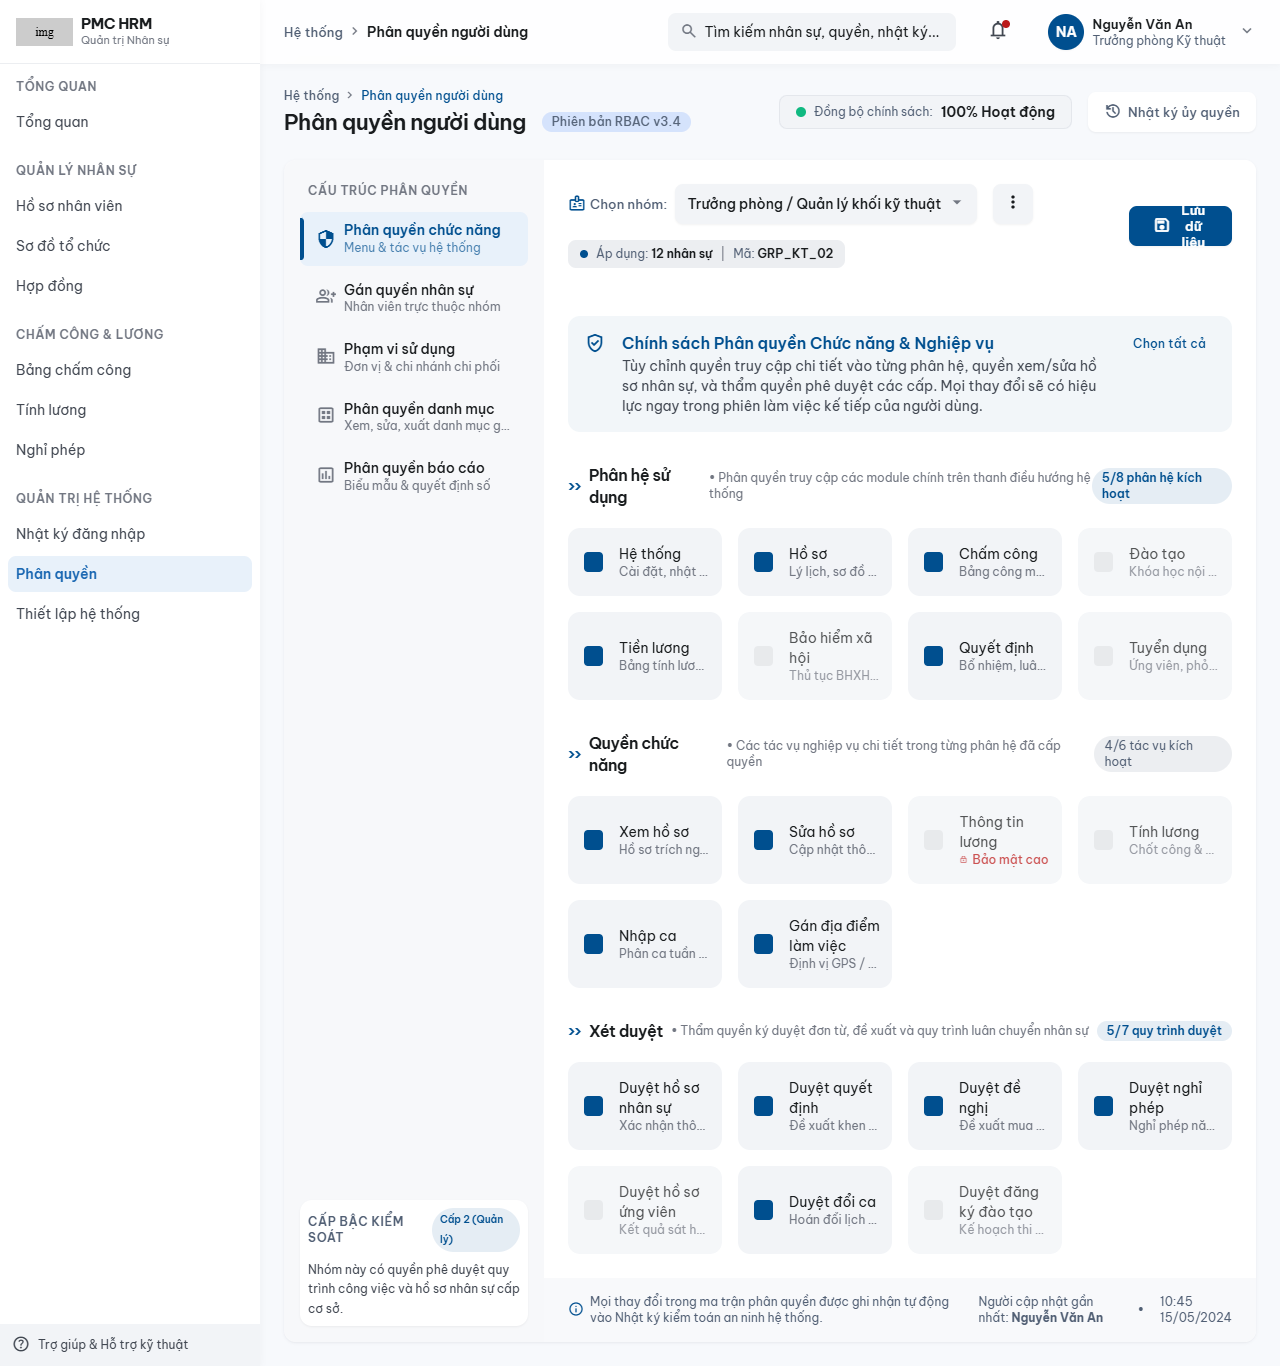 img
PMC HRM
Quản trị Nhân sự
TỔNG QUAN
Tổng quan
QUẢN LÝ NHÂN SỰ
Hồ sơ nhân viên
Sơ đồ tổ chức
Hợp đồng
CHẤM CÔNG & LƯƠNG
Bảng chấm công
Tính lương
Nghỉ phép
QUẢN TRỊ HỆ THỐNG
Nhật ký đăng nhập
Phân quyền
Thiết lập hệ thống
Trợ giúp & Hỗ trợ kỹ thuật
Hệ thống > Phân quyền người dùng
Tìm kiếm nhân sự, quyền, nhật ký...
NA
Nguyễn Văn An
Trưởng phòng Kỹ thuật
Hệ thống > Phân quyền người dùng
Phân quyền người dùng
Phiên bản RBAC v3.4
Đồng bộ chính sách: 100% Hoạt động
Nhật ký ủy quyền
CẤU TRÚC PHÂN QUYỀN
Phân quyền chức năng
Menu & tác vụ hệ thống
Gán quyền nhân sự
Nhân viên trực thuộc nhóm
Phạm vi sử dụng
Đơn vị & chi nhánh chi phối
Phân quyền danh mục
Xem, sửa, xuất danh mục g...
Phân quyền báo cáo
Biểu mẫu & quyết định số
CẤP BẬC KIỂM
SOÁT
Cấp 2 (Quản
lý)
Nhóm này có quyền phê duyệt quy
trình công việc và hồ sơ nhân sự cấp
cơ sở.
Chọn nhóm:
Trưởng phòng / Quản lý khối kỹ thuật
Áp dụng: 12 nhân sự | Mã: GRP_KT_02
Lưu
dữ
liệu
Chính sách Phân quyền Chức năng & Nghiệp vụ
Tùy chỉnh quyền truy cập chi tiết vào từng phân hệ, quyền xem/sửa hồ
sơ nhân sự, và thẩm quyền phê duyệt các cấp. Mọi thay đổi sẽ có hiệu
lực ngay trong phiên làm việc kế tiếp của người dùng.
Chọn tất cả
Phân hệ sử
dụng
• Phân quyền truy cập các module chính trên thanh điều hướng hệ
thống
5/8 phân hệ kích
hoạt
Hệ thống
Cài đặt, nhật ...
Hồ sơ
Lý lịch, sơ đồ ...
Chấm công
Bảng công m...
Đào tạo
Khóa học nội ...
Tiền lương
Bảng tính lươ...
Bảo hiểm xã
hội
Thủ tục BHXH...
Quyết định
Bổ nhiệm, luâ...
Tuyển dụng
Ứng viên, phỏ...
Quyền chức
năng
• Các tác vụ nghiệp vụ chi tiết trong từng phân hệ đã cấp
quyền
4/6 tác vụ kích
hoạt
Xem hồ sơ
Hồ sơ trích ng...
Sửa hồ sơ
Cập nhật thô...
Thông tin
lương
Bảo mật cao
Tính lương
Chốt công & ...
Nhập ca
Phân ca tuần ...
Gán địa điểm
làm việc
Định vị GPS / ...
Xét duyệt
• Thẩm quyền ký duyệt đơn từ, đề xuất và quy trình luân chuyển nhân sự
5/7 quy trình duyệt
Duyệt hồ sơ
nhân sự
Xác nhận thô...
Duyệt quyết
định
Đề xuất khen ...
Duyệt đề
nghị
Đề xuất mua ...
Duyệt nghỉ
phép
Nghỉ phép nă...
Duyệt hồ sơ
ứng viên
Kết quả sát h...
Duyệt đổi ca
Hoán đổi lịch ...
Duyệt đăng
ký đào tạo
Kế hoạch thi ...
Mọi thay đổi trong ma trận phân quyền được ghi nhận tự động
vào Nhật ký kiểm toán an ninh hệ thống.
Người cập nhật gần
nhất: Nguyễn Văn An
•
10:45
15/05/2024